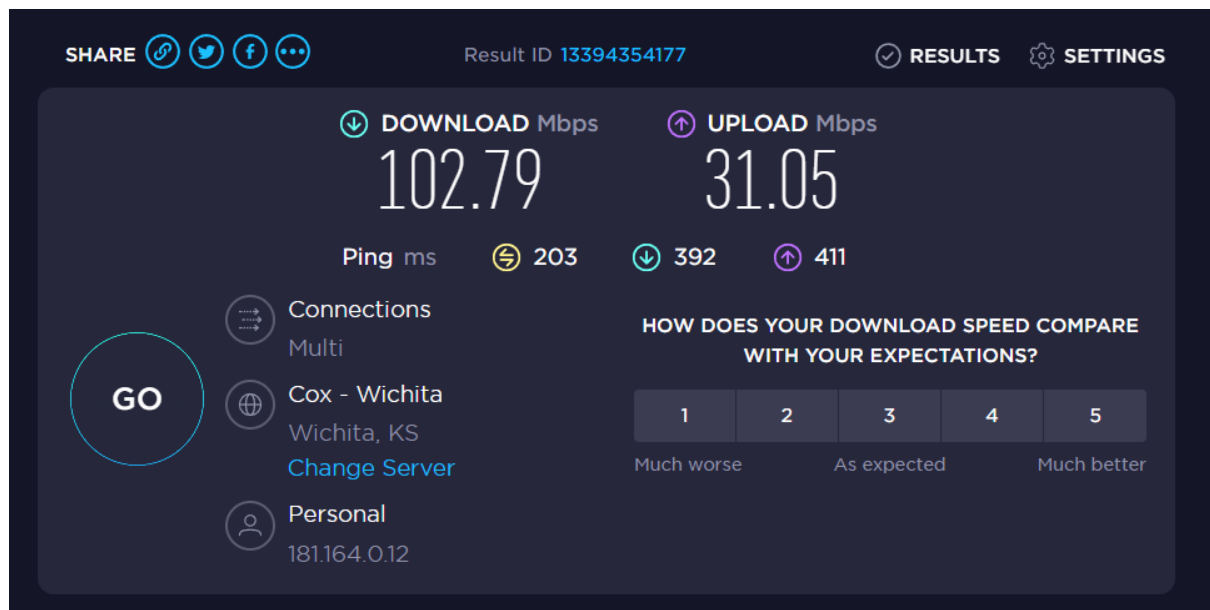 SHARE Result ID 13394354177 RESULTS SETTINGS
DOWNLOAD Mbps UPLOAD Mbps
102.79 31.05
Ping ms 203 392 411
Connections
Multi
Cox - Wichita
Wichita, KS
Change Server
Personal
181.164.0.12
GO
HOW DOES YOUR DOWNLOAD SPEED COMPARE
WITH YOUR EXPECTATIONS?
1 2 3 4 5
Much worse As expected Much better